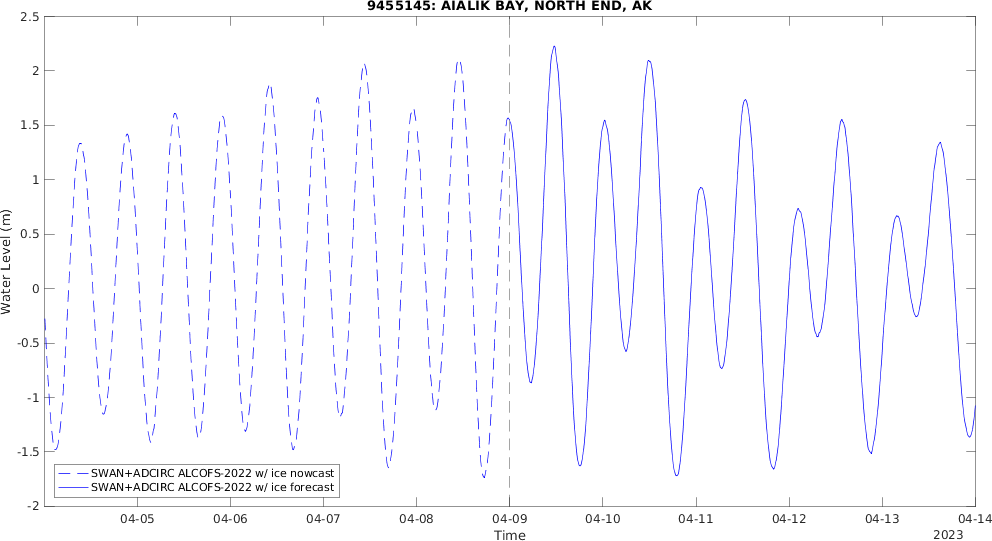 9455145: AIALIK BAY, NORTH END, AK
Water Level (m)
2.5
2
1.5
1
0.5
0
-0.5
-1
-1.5
-2
SWAN+ADCIRC ALCOFS-2022 w/ ice nowcast
SWAN+ADCIRC ALCOFS-2022 w/ ice forecast
04-05 04-06 04-07 04-08 04-09 04-10 04-11 04-12 04-13 04-14
Time
2023